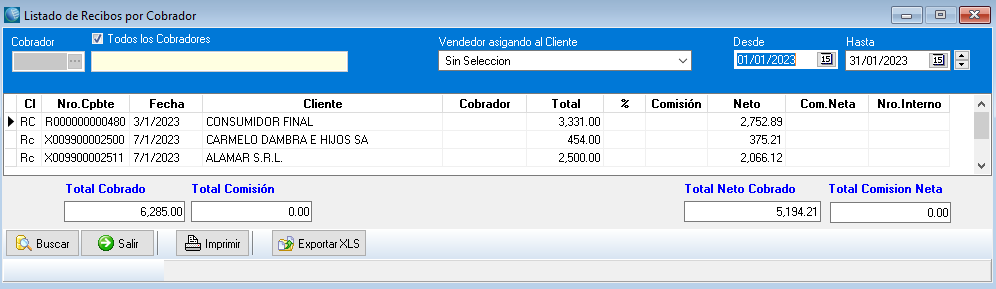 Listado de Recibos por Cobrador
Cobrador Todos los Cobradores Vendedor asigando al Cliente Desde Hasta
... Sin Seleccion 01/01/2023 15 31/01/2023 15
Cl Nro.Cpbte Fecha Cliente Cobrador Total % Comisión Neto Com.Neta Nro.Interno
RC R000000000480 3/1/2023 CONSUMIDOR FINAL 3,331.00 2,752.89
Rc X009900002500 7/1/2023 CARMELO DAMBRA E HIJOS SA 454.00 375.21
Rc X009900002511 7/1/2023 ALAMAR S.R.L. 2,500.00 2,066.12
Total Cobrado Total Comisión Total Neto Cobrado Total Comision Neta
6,285.00 0.00 5,194.21 0.00
Buscar Salir Imprimir Exportar XLS